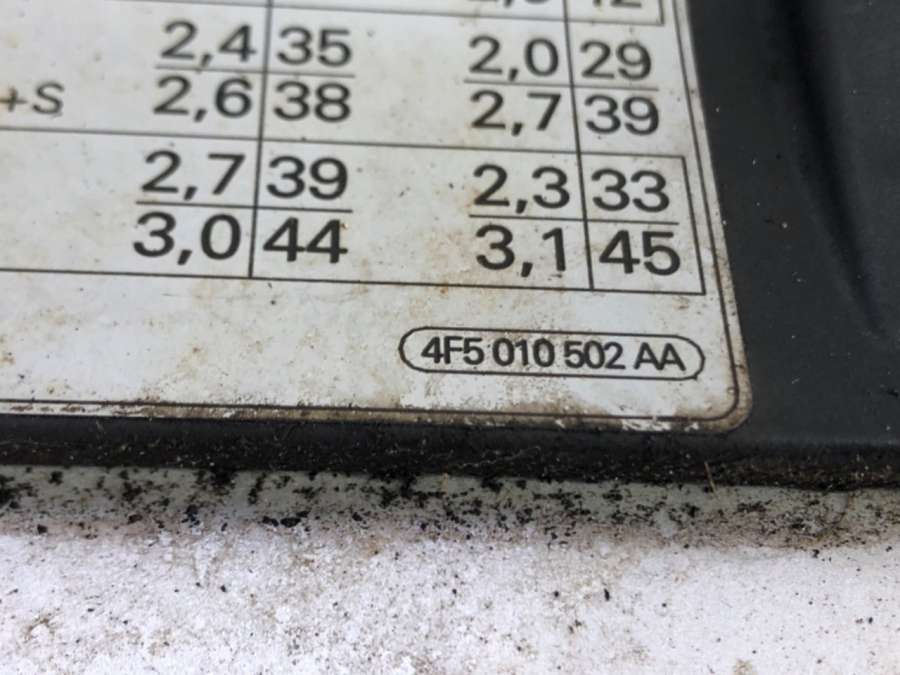 2,4 35 2,0 29
+S 2,6 38 2,7 39
2,7 39 2,3 33
3,0 44 3,1 45
4F5 010 502 AA